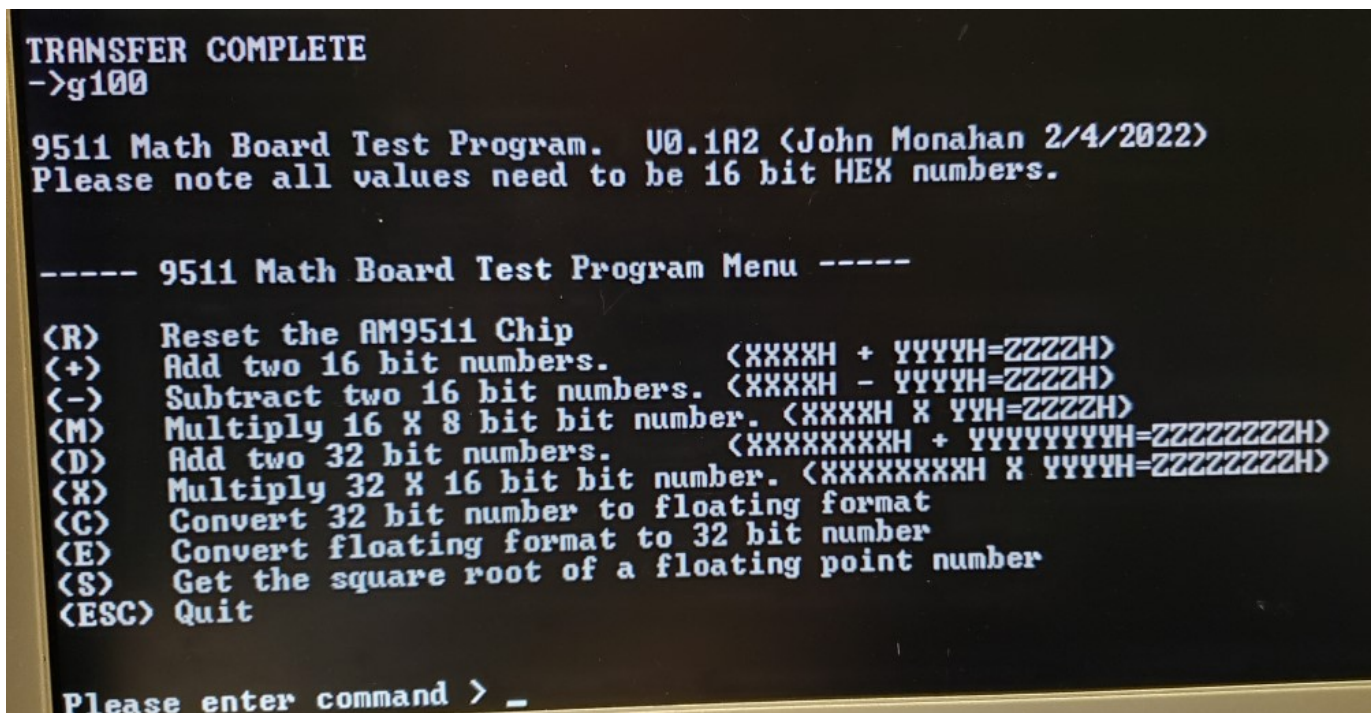 TRANSFER COMPLETE
->g100
9511 Math Board Test Program. V0.1A2 (John Monahan 2/4/2022)
Please note all values need to be 16 bit HEX numbers.
----- 9511 Math Board Test Program Menu -----
(R) Reset the AM9511 Chip
(+) Add two 16 bit numbers. (XXXXH + YYYYH=ZZZZH)
(-) Subtract two 16 bit numbers. (XXXXH - YYYYH=ZZZZH)
(M) Multiply 16 X 8 bit bit number. (XXXXH X YYH=ZZZZH)
(D) Add two 32 bit numbers. (XXXXXXXXH + YYYYYYYYH=ZZZZZZZZH)
(X) Multiply 32 X 16 bit bit number. (XXXXXXXXH X YYYYH=ZZZZZZZZH)
(C) Convert 32 bit number to floating format
(E) Convert floating format to 32 bit number
(S) Get the square root of a floating point number
(ESC) Quit
Please enter command > _